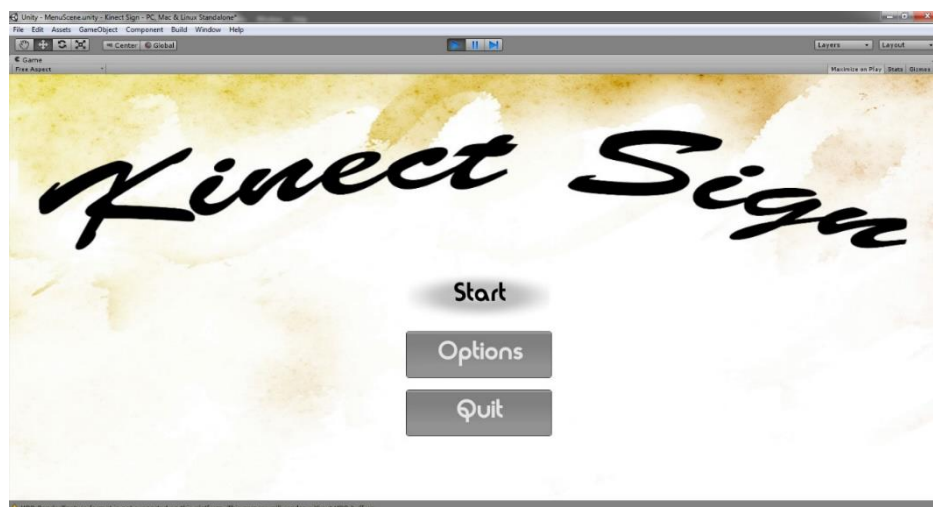 Unity - MenuScene.unity - Kinect Sign - PC, Mac & Linux Standalone*
File Edit Assets GameObject Component Build Window Help
Center Global Layers Layout
Game
Free Aspect Maximize on Play Stats Gizmos
Kinect Sign
Start
Options
Quit